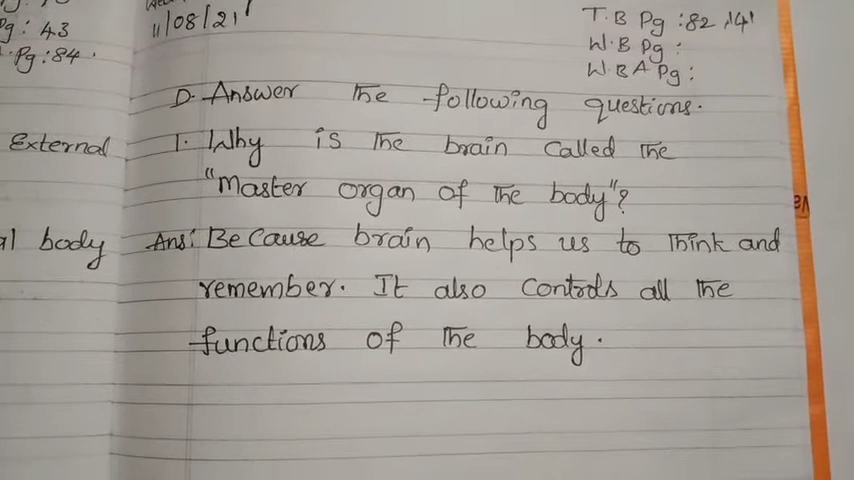 Pg: 43
Pg: 84.
11/08/21
T.B Pg :82,
W.B Pg :
W.B A Pg :
D. Answer the following questions.
External
1. Why is the brain called the
"Master organ of the body"?
body
Ans: Because brain helps us to think and
remember. It also controls all the
functions of the body.